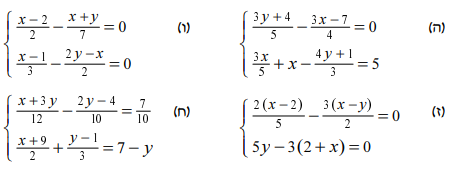 (ה) { (3y+4)/5 − (3x−7)/4 = 0
3x/5 + x − (4y+1)/3 = 5
(ו) { (x−2)/2 − (x+y)/7 = 0
(x−1)/3 − (2y−x)/2 = 0
(ז) { 2(x−2)/5 − 3(x−y)/2 = 0
5y−3(2+x)=0
(ח) { (x+3y)/12 − (2y−4)/10 = 7/10
(x+9)/2 + (y−1)/3 = 7−y